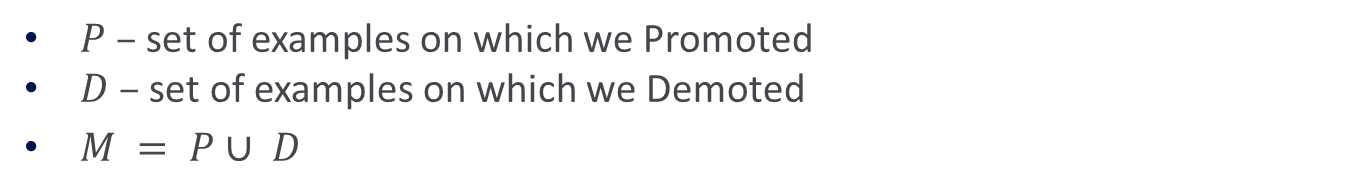 • P – set of examples on which we Promoted
• D – set of examples on which we Demoted
• M = P ∪ D